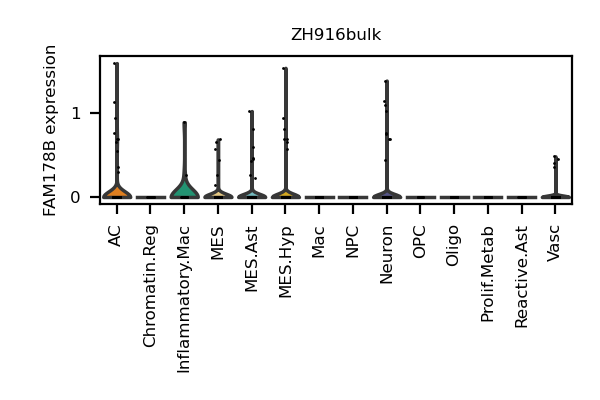 ZH916bulk
FAM178B expression
1
0
AC
Chromatin.Reg
Inflammatory.Mac
MES
MES.Ast
MES.Hyp
Mac
NPC
Neuron
OPC
Oligo
Prolif.Metab
Reactive.Ast
Vasc